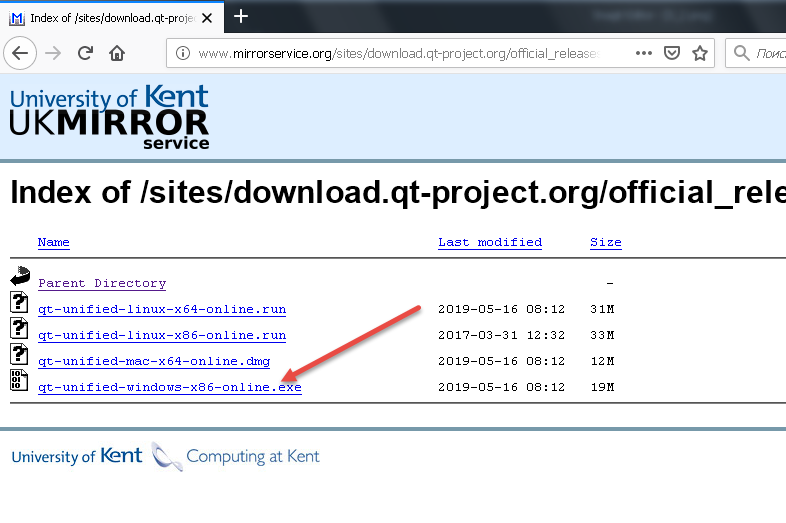 Index of /sites/download.qt-proje
www.mirrorservice.org/sites/download.qt-project.org/official_release
Поис
University of Kent
UKMIRROR
service
Index of /sites/download.qt-project.org/official_rele
Name Last modified Size
Parent Directory -
qt-unified-linux-x64-online.run 2019-05-16 08:12 31M
qt-unified-linux-x86-online.run 2017-03-31 12:32 33M
qt-unified-mac-x64-online.dmg 2019-05-16 08:12 12M
qt-unified-windows-x86-online.exe 2019-05-16 08:12 19M
University of Kent Computing at Kent